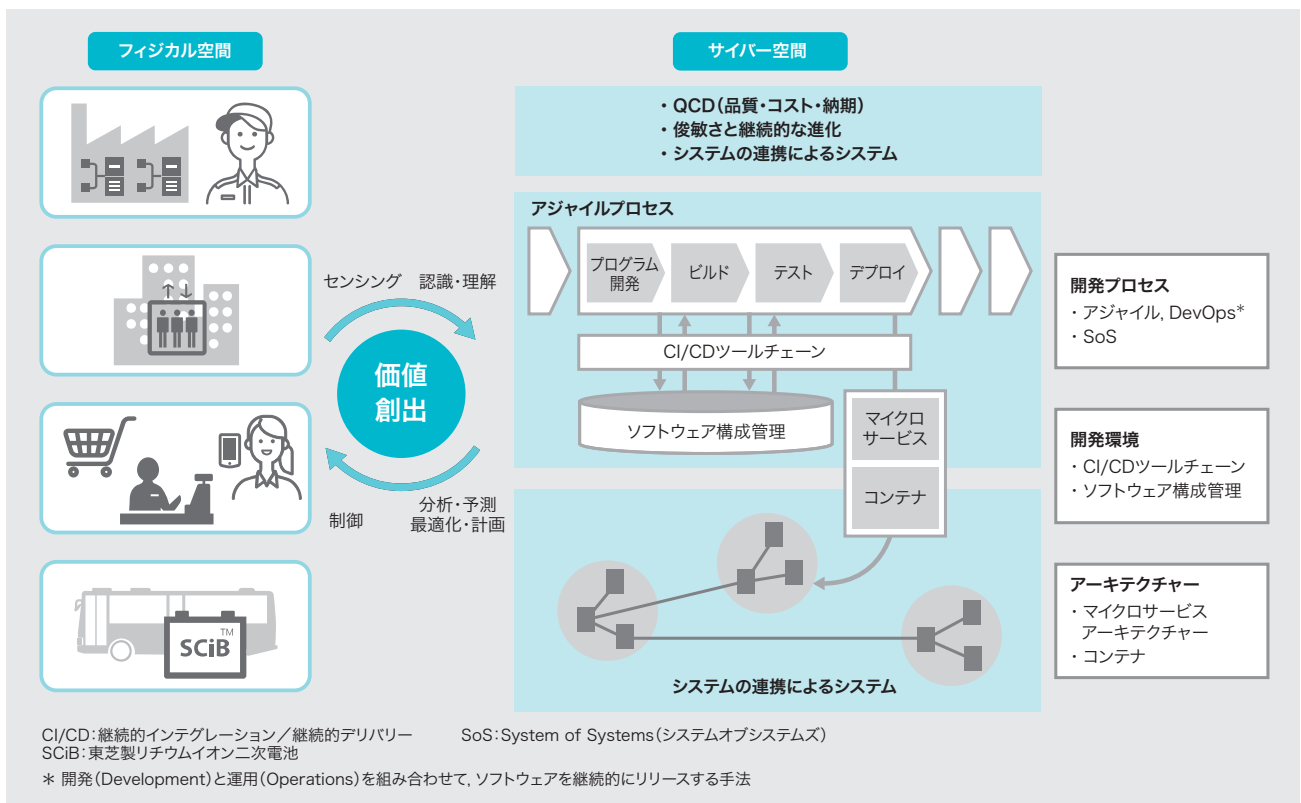 フィジカル空間
サイバー空間
・QCD（品質・コスト・納期）
・俊敏さと継続的な進化
・システムの連携によるシステム
アジャイルプロセス
プログラム
開発
ビルド
テスト
デプロイ
CI/CDツールチェーン
ソフトウェア構成管理
マイクロ
サービス
コンテナ
システムの連携によるシステム
センシング
認識・理解
価値
創出
制御
分析・予測
最適化・計画
SCiB™
開発プロセス
・アジャイル, DevOps*
・SoS
開発環境
・CI/CDツールチェーン
・ソフトウェア構成管理
アーキテクチャー
・マイクロサービス
アーキテクチャー
・コンテナ
CI/CD：継続的インテグレーション／継続的デリバリー
SoS：System of Systems（システムオブシステムズ）
SCiB：東芝製リチウムイオン二次電池
＊ 開発（Development）と運用（Operations）を組み合わせて, ソフトウェアを継続的にリリースする手法